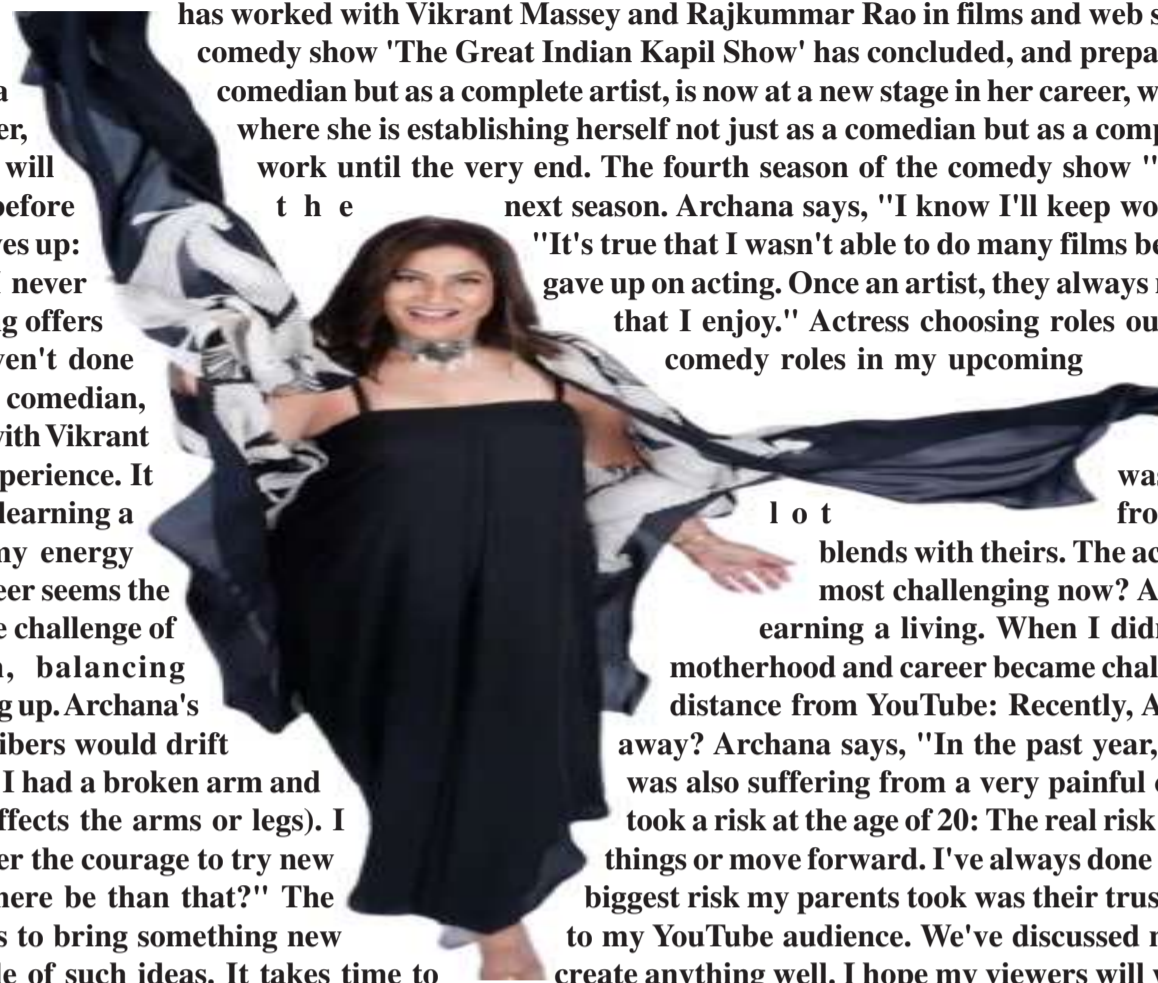 has worked with Vikrant Massey and Rajkummar Rao in films and web s
comedy show 'The Great Indian Kapil Show' has concluded, and prepa
a comedian but as a complete artist, is now at a new stage in her career, w
er, where she is establishing herself not just as a comedian but as a comp
will work until the very end. The fourth season of the comedy show "
before the next season. Archana says, "I know I'll keep wo
ves up: "It's true that I wasn't able to do many films be
I never gave up on acting. Once an artist, they always r
g offers that I enjoy." Actress choosing roles ou
ven't done comedy roles in my upcoming
comedian,
with Vikrant
perience. It was
learning a lot fro
my energy blends with theirs. The ac
eer seems the most challenging now? A
e challenge of earning a living. When I didn
n, balancing motherhood and career became chal
g up. Archana's distance from YouTube: Recently, A
ibers would drift away? Archana says, "In the past year,
I had a broken arm and was also suffering from a very painful c
ffects the arms or legs). I took a risk at the age of 20: The real risk
er the courage to try new things or move forward. I've always done
here be than that?" The biggest risk my parents took was their trus
s to bring something new to my YouTube audience. We've discussed m
le of such ideas. It takes time to create anything well. I hope my viewers will